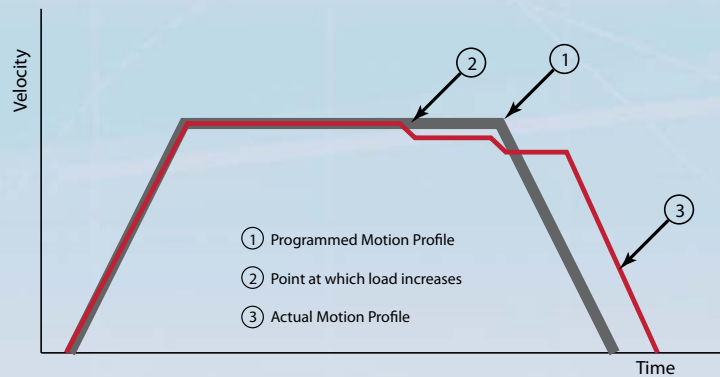 Velocity
2
1
3
1 Programmed Motion Profile
2 Point at which load increases
3 Actual Motion Profile
Time